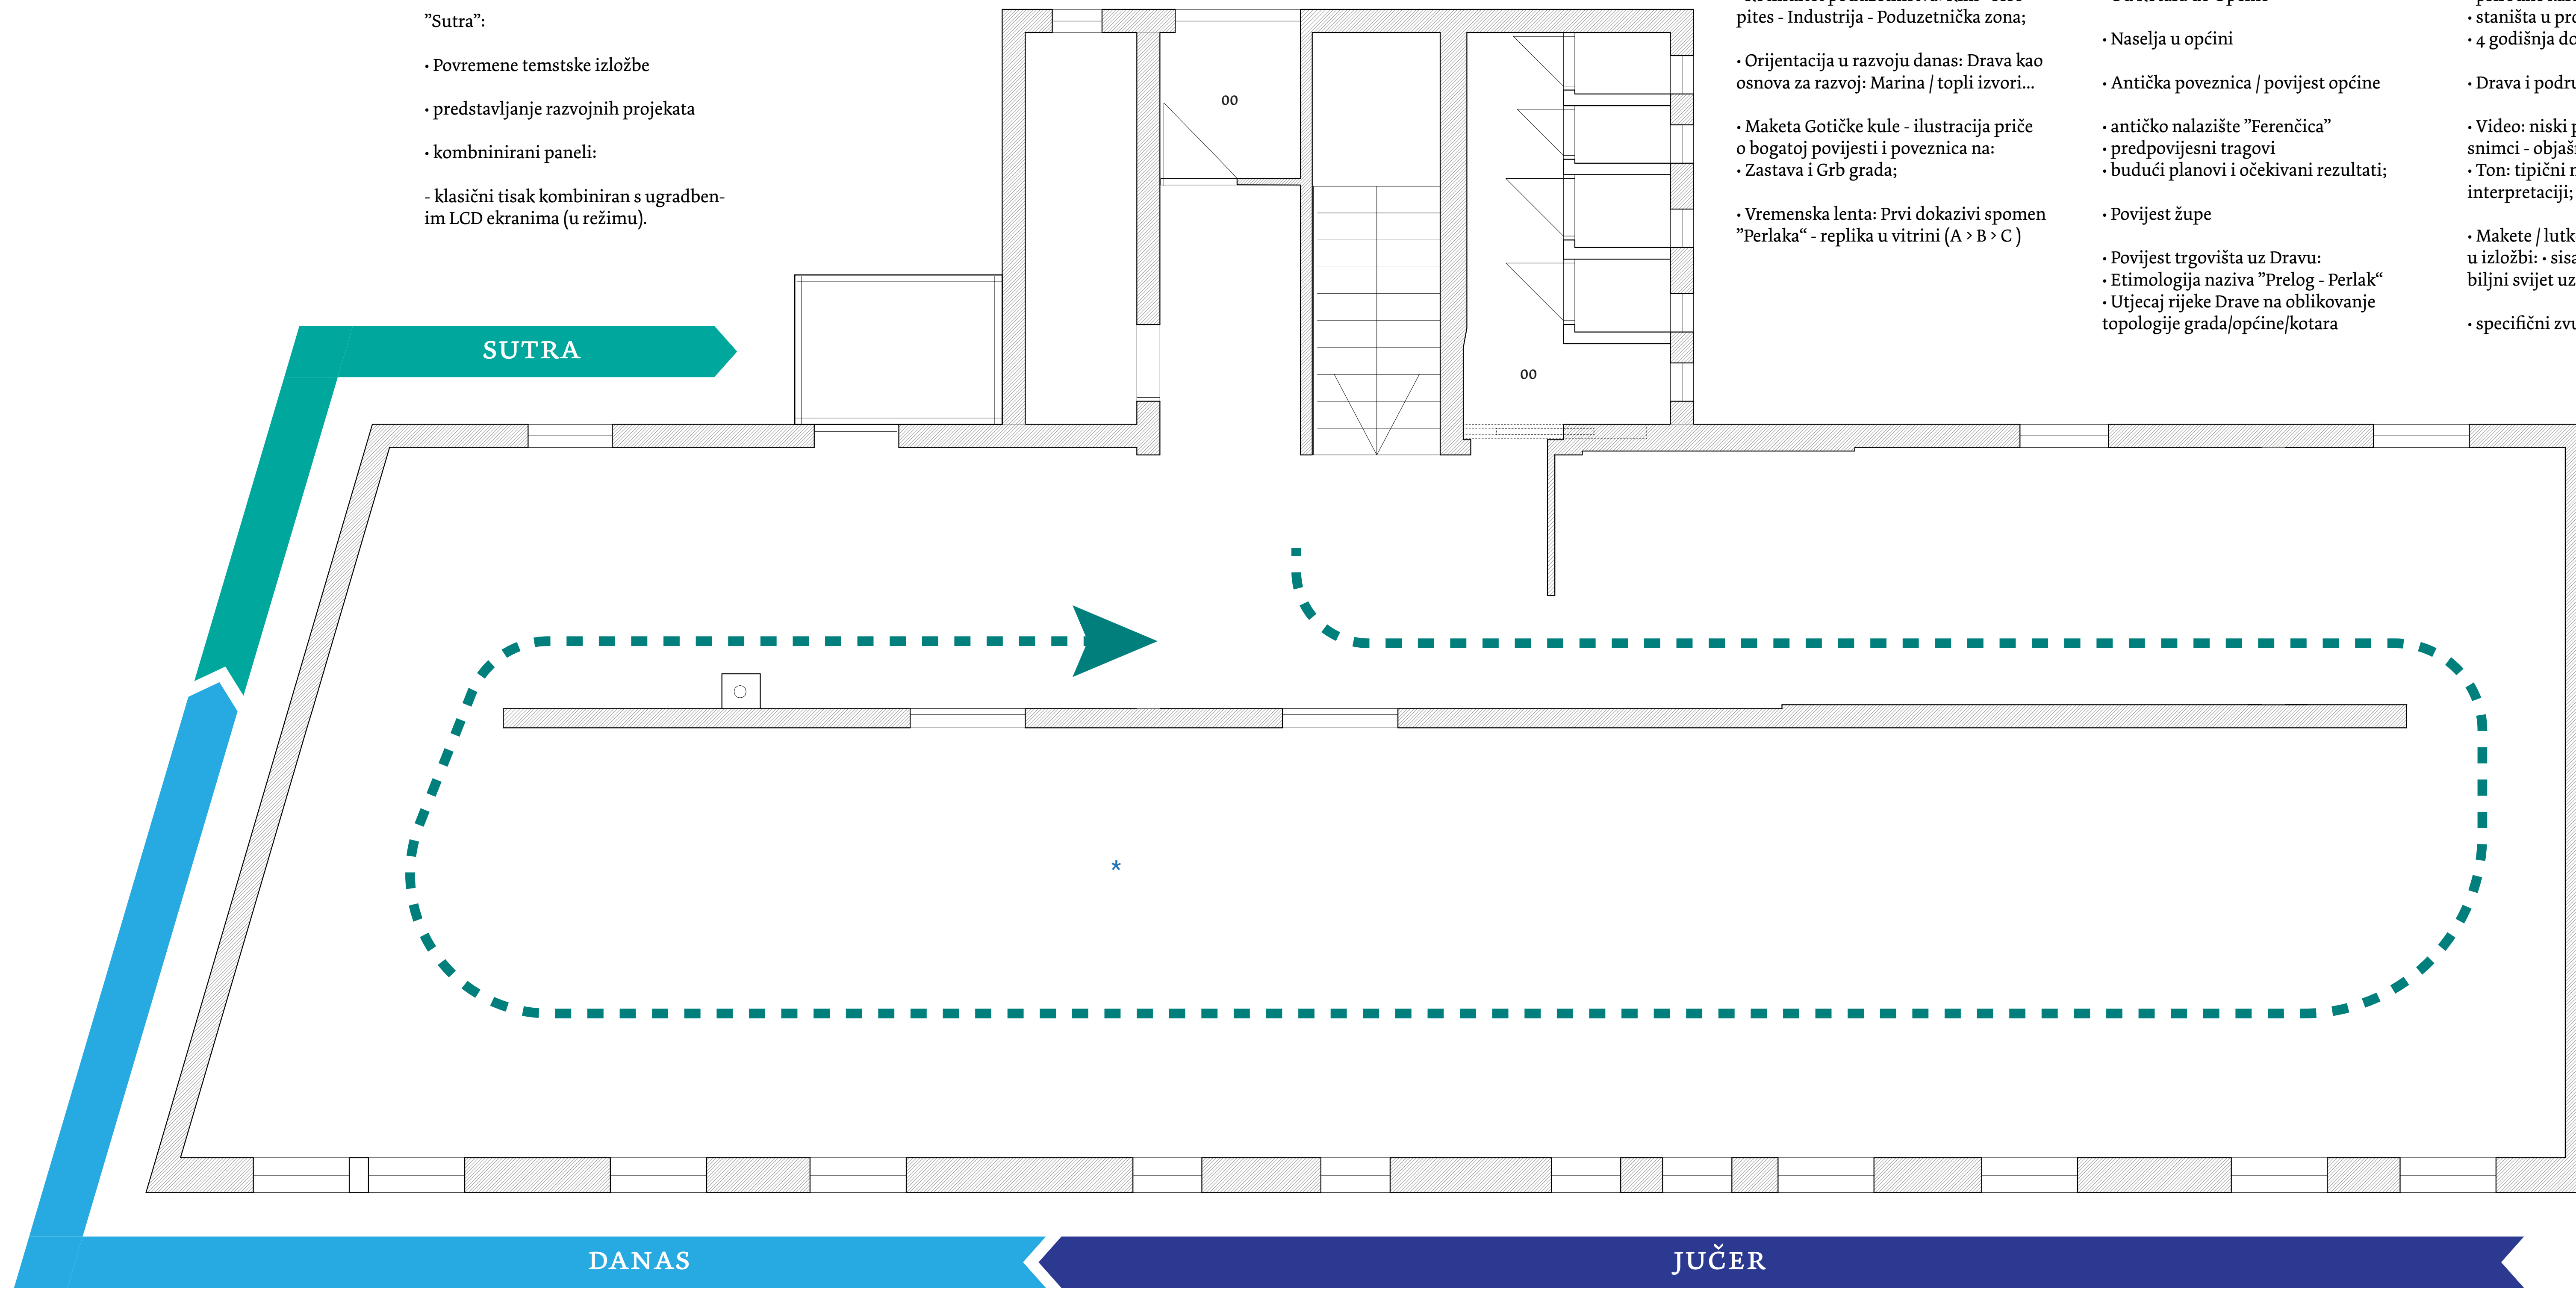 ”Sutra”:
• Povremene temstske izložbe
• predstavljanje razvojnih projekata
• kombninirani paneli:
- klasični tisak kombiniran s ugradben-
im LCD ekranima (u režimu).
SUTRA
00
00
pites - Industrija - Poduzetnička zona;
• Orijentacija u razvoju danas: Drava kao
osnova za razvoj: Marina / topli izvori...
• Maketa Gotičke kule - ilustracija priče
o bogatoj povijesti i poveznica na:
• Zastava i Grb grada;
• Vremenska lenta: Prvi dokazivi spomen
”Perlaka“ - replika u vitrini (A > B > C )
• Naselja u općini
• Antička poveznica / povijest općine
• antičko nalazište ”Ferenčica”
• predpovijesni tragovi
• budući planovi i očekivani rezultati;
• Povijest župe
• Povijest trgovišta uz Dravu:
• Etimologija naziva ”Prelog - Perlak“
• Utjecaj rijeke Drave na oblikovanje
topologije grada/općine/kotara
• staništa u
• 4 godišnja
• Drava i
• Video: niski
snimci -
• Ton: tipični
interpretaciji;
• Makete /
u izložbi: •
biljni svijet uz
• specifični
*
DANAS
JUČER